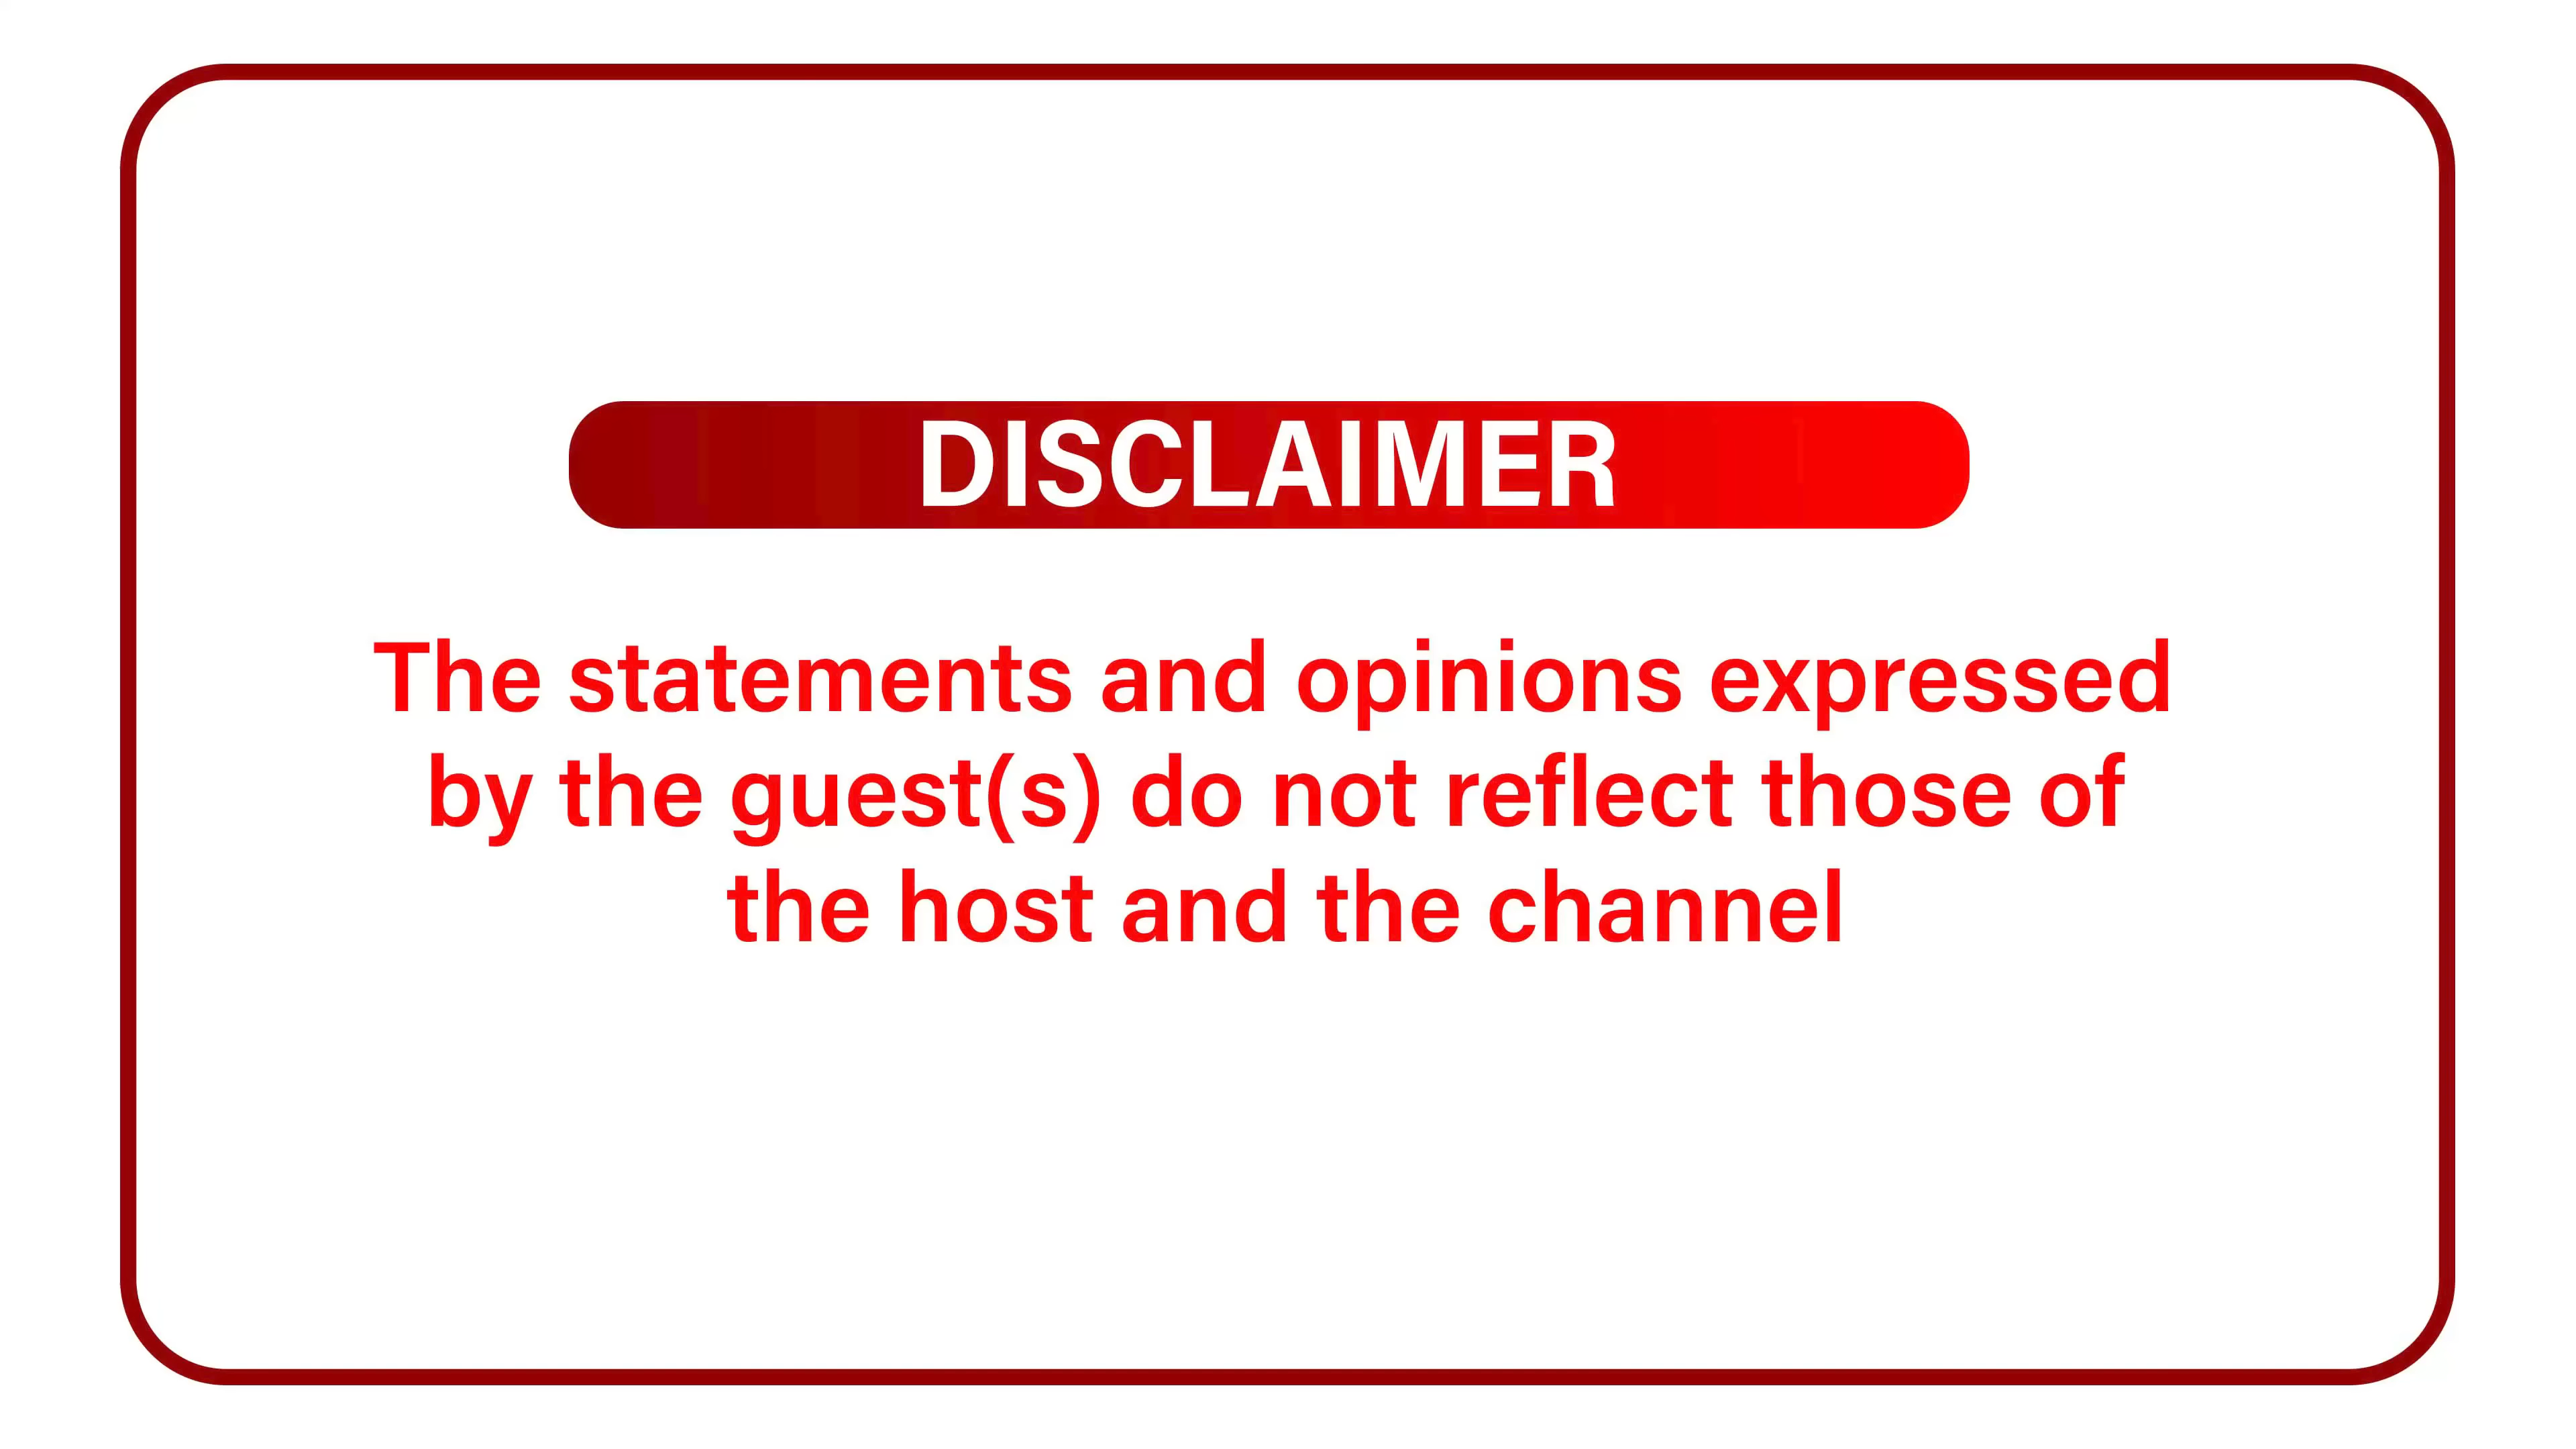 DISCLAIMER
The statements and opinions expressed
by the guest(s) do not reflect those of
the host and the channel